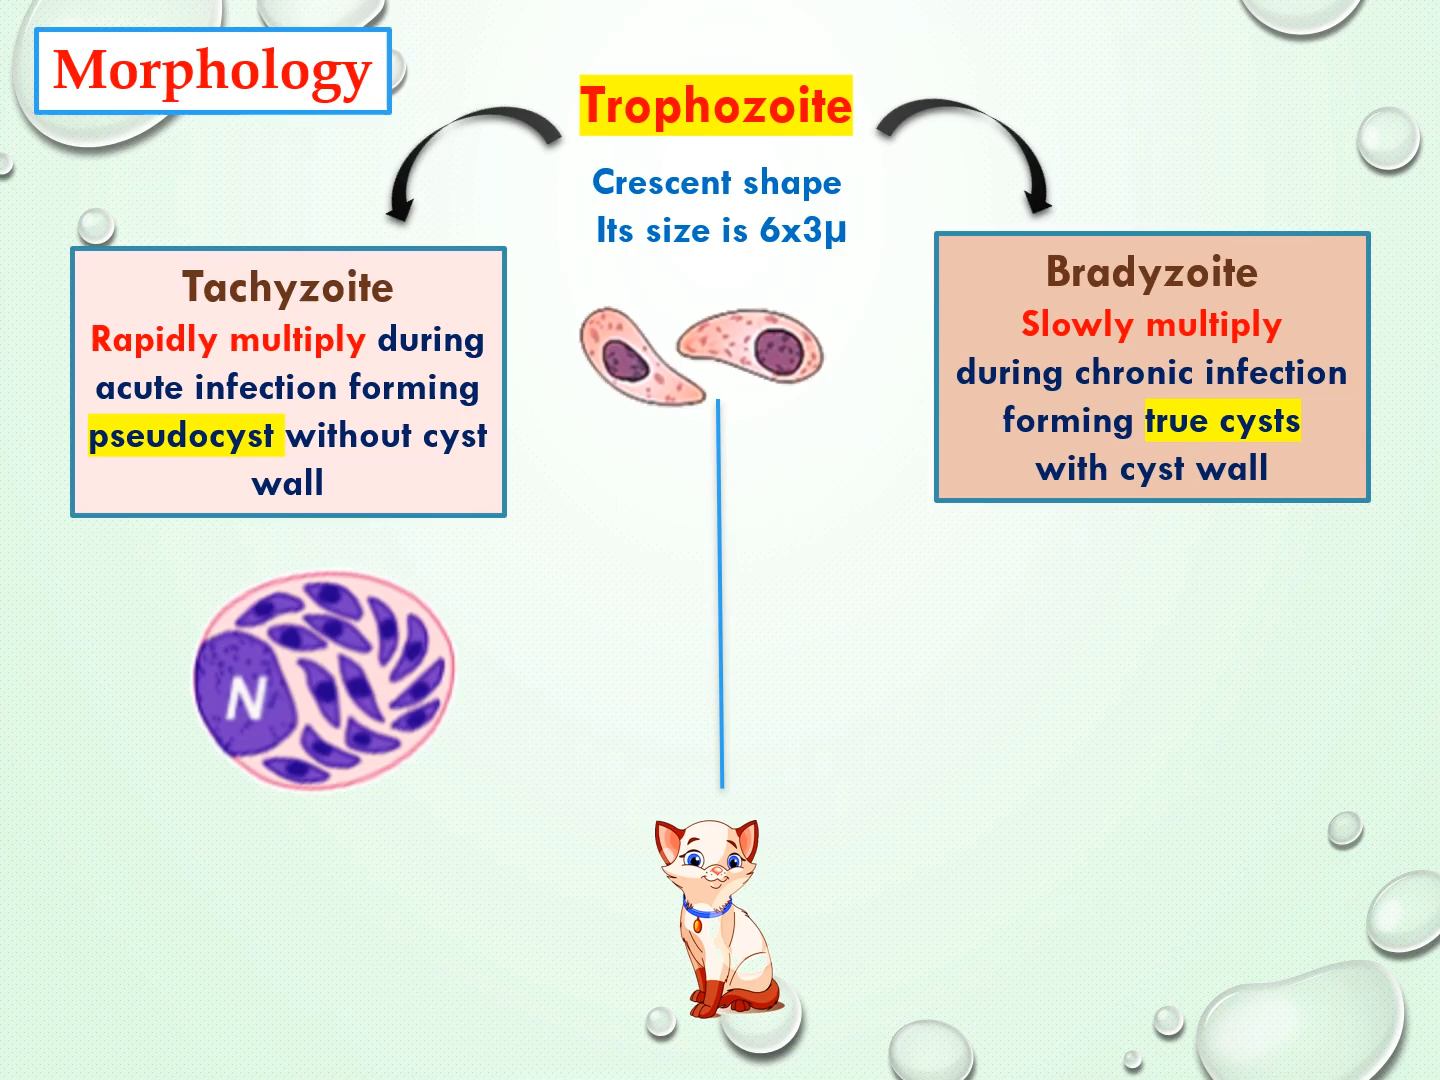 Morphology
Trophozoite
Crescent shape
Its size is 6x3µ
Tachyzoite
Rapidly multiply during
acute infection forming
pseudocyst without cyst
wall
Bradyzoite
Slowly multiply
during chronic infection
forming true cysts
with cyst wall
N